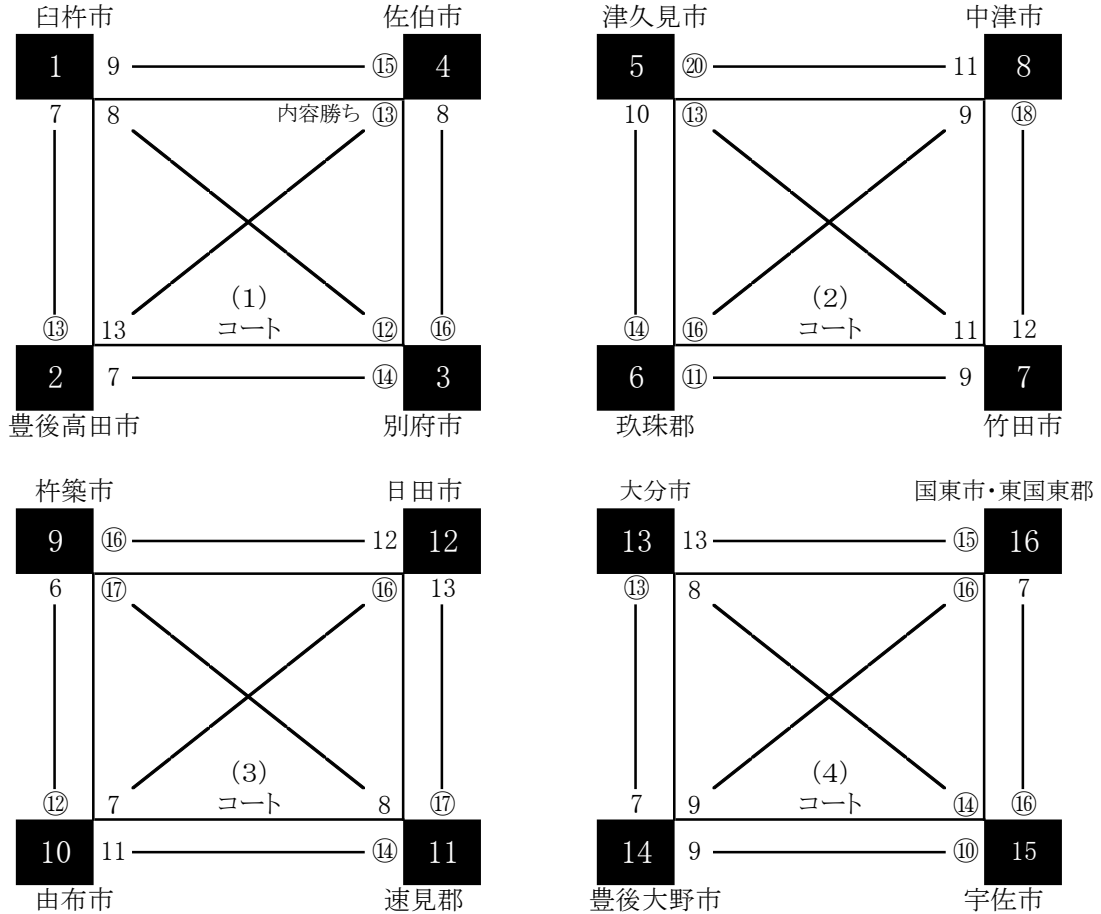 臼杵市 佐伯市
1 9 ⑮ 4
7 8 内容勝ち ⑬ 8
(1)
コート
⑬ 13 ⑫ ⑯
2 7 ⑭ 3
豊後高田市 別府市
津久見市 中津市
5 ⑳ 11 8
10 ⑬ 9 ⑱
(2)
コート
⑭ ⑯ 11 12
6 ⑪ 9 7
玖珠郡 竹田市
杵築市 日田市
9 ⑯ 12 12
6 ⑰ ⑯ 13
(3)
コート
⑫ 7 8 ⑰
10 11 ⑭ 11
由布市 速見郡
大分市 国東市・東国東郡
13 13 ⑮ 16
⑬ 8 ⑯ 7
(4)
コート
7 9 ⑭ ⑯
14 9 ⑩ 15
豊後大野市 宇佐市